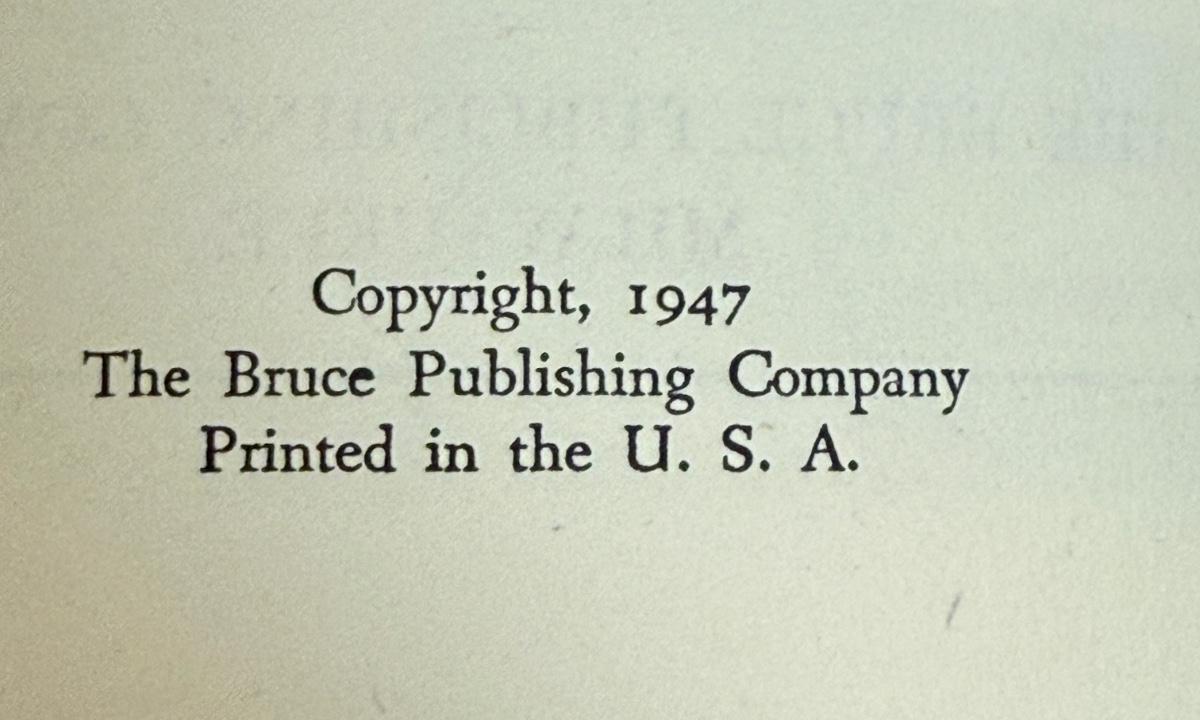 Copyright, 1947
The Bruce Publishing Company
Printed in the U. S. A.